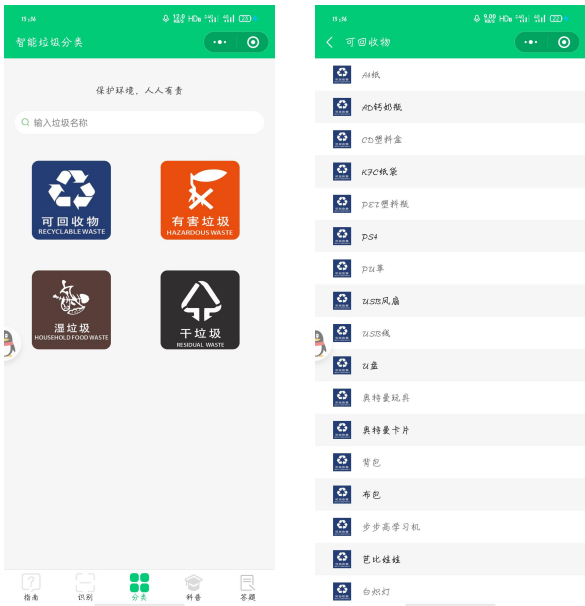 15:56
HD
智能垃圾分类
保护环境，人人有责
输入垃圾名称
可回收物
RECYCLABLE WASTE
有害垃圾
HAZARDOUS WASTE
湿垃圾
HOUSEHOLD FOOD WASTE
干垃圾
RESIDUAL WASTE
指南
识别
分类
科普
答题
15:56
HD
可回收物
A4纸
AD钙奶瓶
CD塑料盒
KFC纸袋
PET塑料瓶
PS4
PU革
USB风扇
USB线
U盘
奥特曼玩具
奥特曼卡片
背包
布包
步步高学习机
芭比娃娃
白炽灯